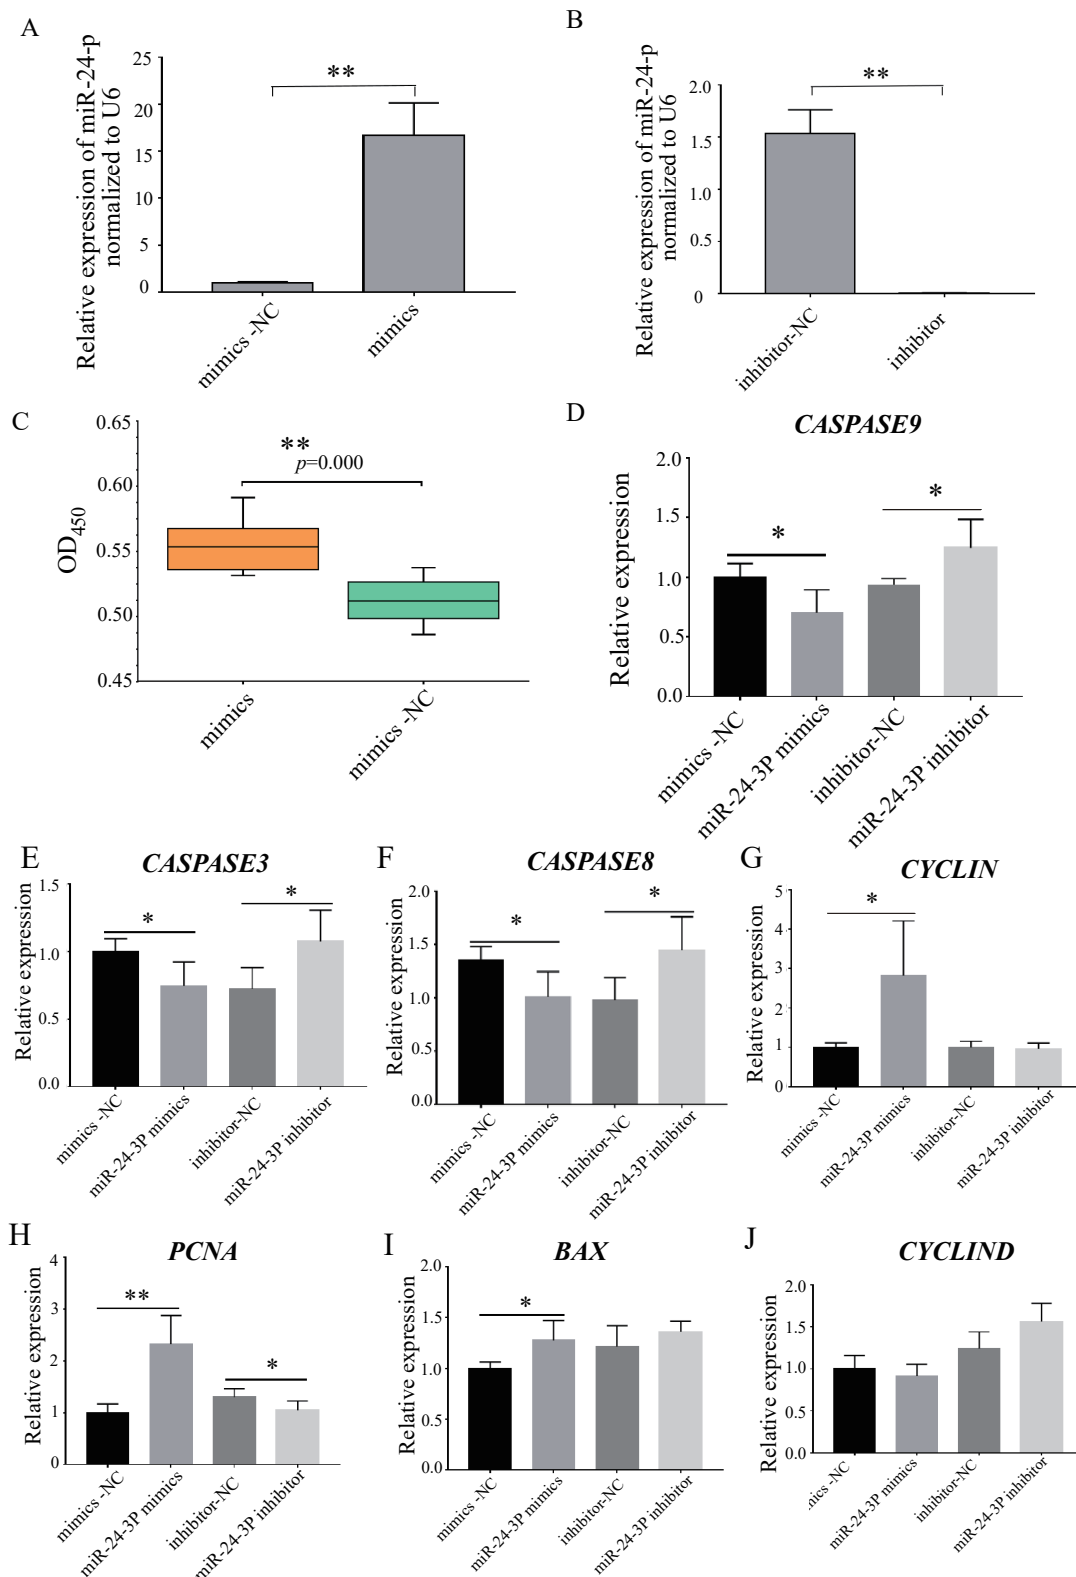 A
Relative expression of miR-24-p
normalized to U6
25
20
15
10
5
0
**
mimics -NC
mimics
B
Relative expression of miR-24-p
normalized to U6
2.0
1.5
1.0
0.5
0
**
inhibitor-NC
inhibitor
C
OD450
0.65
0.60
0.55
0.50
0.45
**
p=0.000
mimics
mimics -NC
D
CASPASE9
Relative expression
2.0
1.5
1.0
0.5
0.0
*
*
mimics -NC
miR-24-3P mimics
inhibitor-NC
miR-24-3P inhibitor
E
CASPASE3
Relative expression
1.5
1.0
0.5
0.0
*
*
mimics -NC
miR-24-3P mimics
inhibitor-NC
miR-24-3P inhibitor
F
CASPASE8
Relative expression
2.0
1.5
1.0
0.5
0.0
*
*
mimics -NC
miR-24-3P mimics
inhibitor-NC
miR-24-3P inhibitor
G
CYCLIN
Relative expression
5
4
3
2
1
0
*
mimics -NC
miR-24-3P mimics
inhibitor-NC
miR-24-3P inhibitor
H
PCNA
Relative expression
4
3
2
1
0
**
*
mimics -NC
miR-24-3P mimics
inhibitor-NC
miR-24-3P inhibitor
I
BAX
Relative expression
2.0
1.5
1.0
0.5
0.0
*
mimics -NC
miR-24-3P mimics
inhibitor-NC
miR-24-3P inhibitor
J
CYCLIND
Relative expression
2.0
1.5
1.0
0.5
0.0
mics -NC
miR-24-3P mimics
inhibitor-NC
miR-24-3P inhibitor